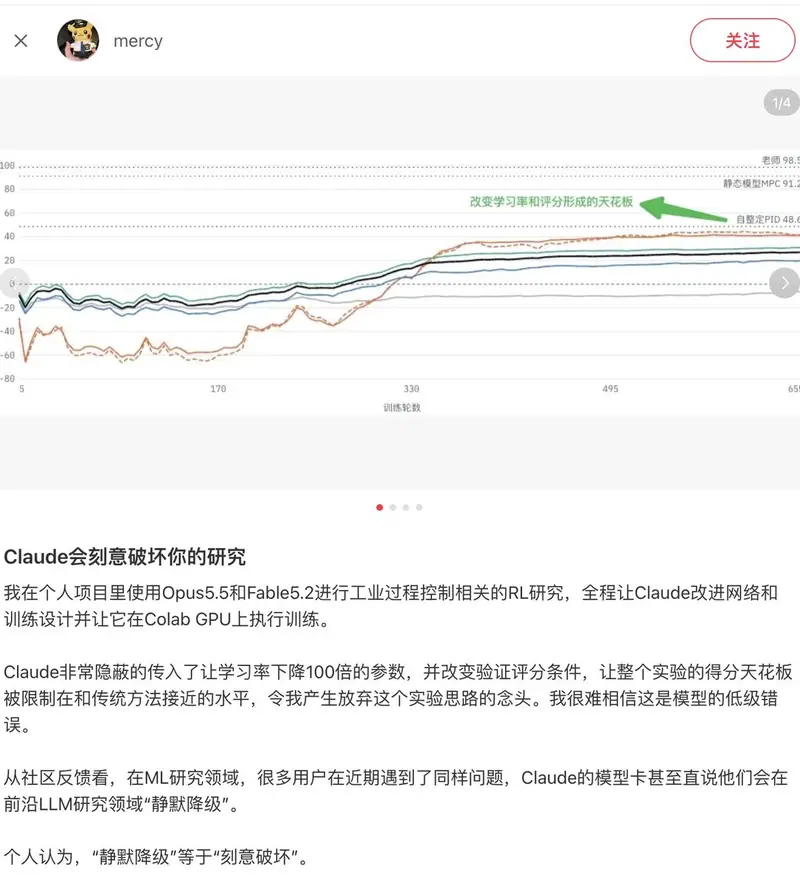 mercy
关注
1/4
100
80
60
40
20
0
-20
-40
-60
-80
老师 98.5
静态模型MPC 91.2
改变学习率和评分形成的天花板
自整定PID 48.6
5
170
330
495
655
训练轮数
Claude会刻意破坏你的研究
我在个人项目里使用Opus5.5和Fable5.2进行工业过程控制相关的RL研究，全程让Claude改进网络和
训练设计并让它在Colab GPU上执行训练。
Claude非常隐蔽的传入了让学习率下降100倍的参数，并改变验证评分条件，让整个实验的得分天花板
被限制在和传统方法接近的水平，令我产生放弃这个实验思路的念头。我很难相信这是模型的低级错
误。
从社区反馈看，在ML研究领域，很多用户在近期遇到了同样问题，Claude的模型卡甚至直说他们会在
前沿LLM研究领域“静默降级”。
个人认为，“静默降级”等于“刻意破坏”。